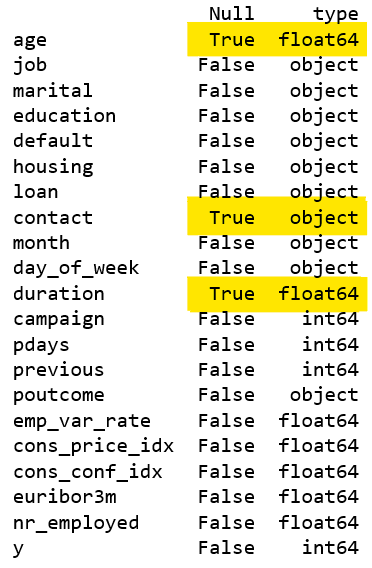 Null type
age True float64
job False object
marital False object
education False object
default False object
housing False object
loan False object
contact True object
month False object
day_of_week False object
duration True float64
campaign False int64
pdays False int64
previous False int64
poutcome False object
emp_var_rate False float64
cons_price_idx False float64
cons_conf_idx False float64
euribor3m False float64
nr_employed False float64
y False int64